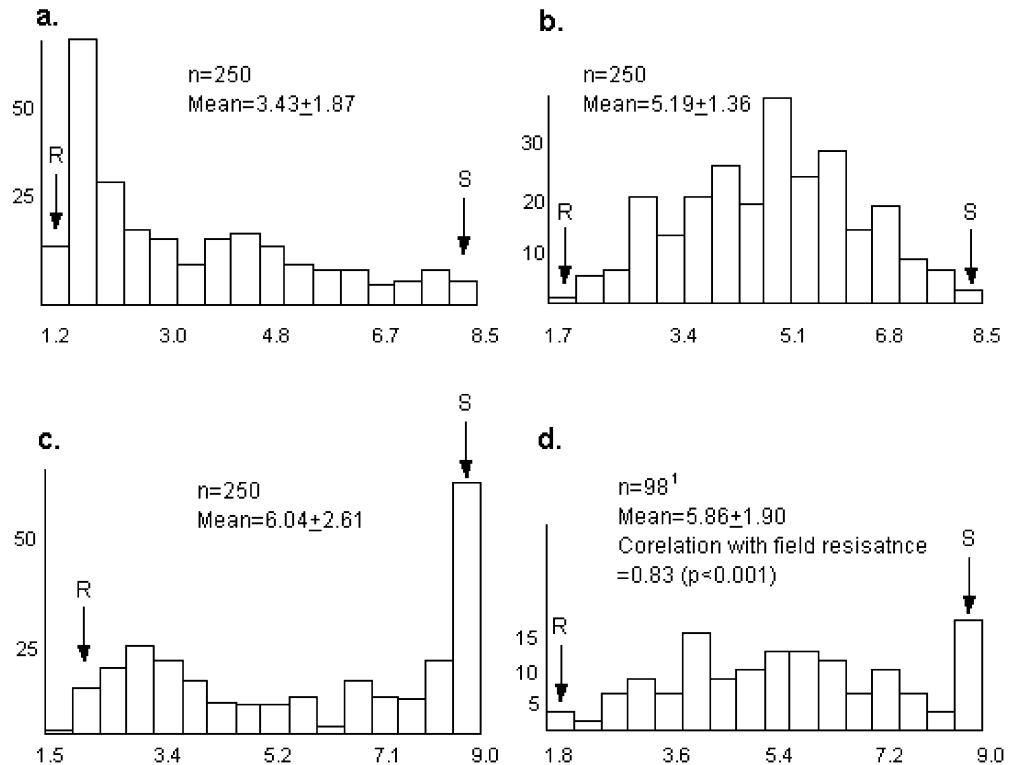 a.
n=250
Mean=3.43±1.87
50
25
R
S
1.2 3.0 4.8 6.7 8.5
b.
n=250
Mean=5.19±1.36
30
20
10
R
S
1.7 3.4 5.1 6.8 8.5
c.
n=250
Mean=6.04±2.61
50
25
R
S
1.5 3.4 5.2 7.1 9.0
d.
n=98¹
Mean=5.86±1.90
Corelation with field resisatnce
=0.83 (p<0.001)
15
10
5
R
S
1.8 3.6 5.4 7.2 9.0